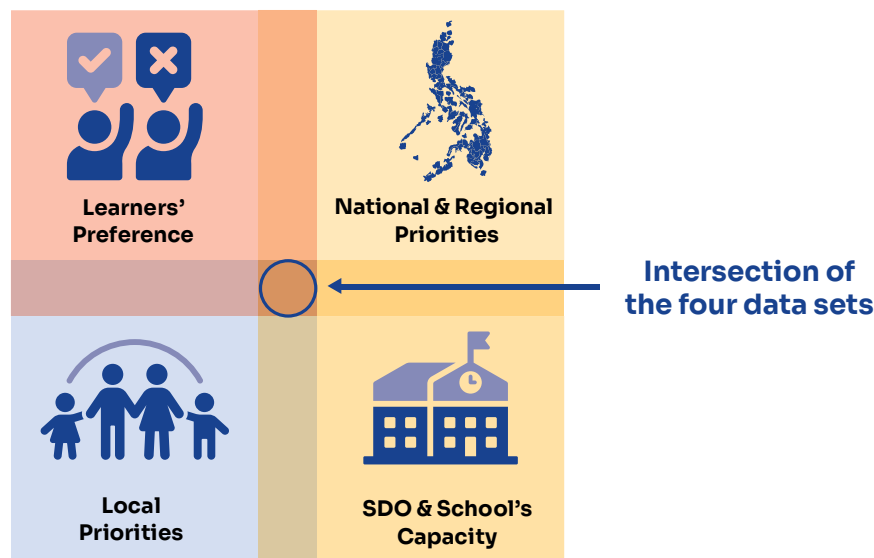 Learners’
Preference
National & Regional
Priorities
Intersection of
the four data sets
Local
Priorities
SDO & School’s
Capacity